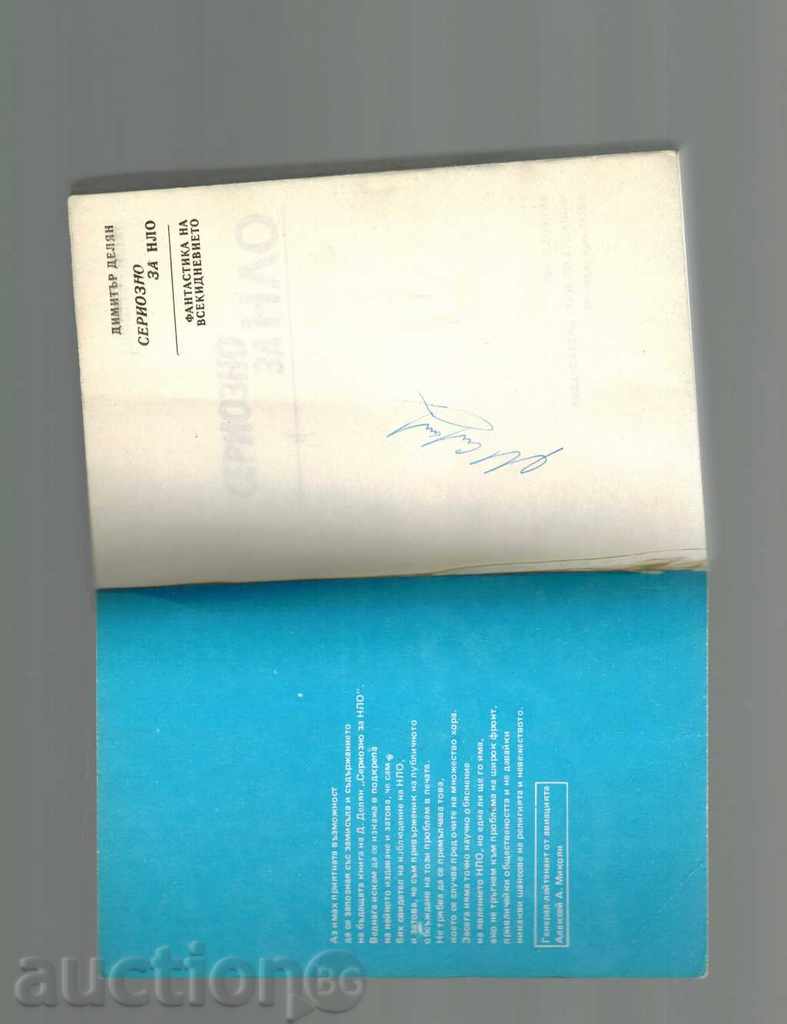 ДИМИТЪР ДЕЛЯН
СЕРИОЗНО
ЗА НЛО
ФАНТАСТИКА НА
ВСЕКИДНЕВИЕТО
СЕРИОЗНО
ЗА НЛО
Аз имах приятната възможност
да се запозная със замисъла и съдържанието
на бъдещата книга на Д. Делян „Сериозно за НЛО".
Веднага искам да се изкажа в подкрепа
на нейното издаване и затова, че сам
бях свидетел на наблюдение на НЛО,
и затова, че съм привърженик на публичното
обсъждане на този проблем в печата.
Не трябва да се премълчава това,
което се случва пред очите на множество хора.
Засега няма точно научно обяснение
на явлението НЛО, но едва ли ще го има,
ако не тръгнем към проблема на широк фронт,
привличайки обществеността и не давайки
никакви шансове на религията и невежеството.
Генерал-лейтенант от авиацията
Алексей А. Микоян
auctionBG